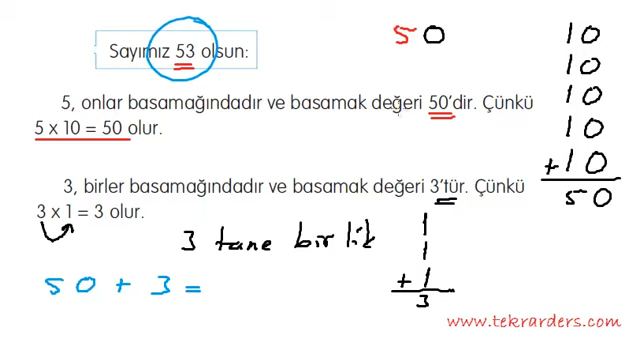 Sayımız 53 olsun:
50
5, onlar basamağındadır ve basamak değeri 50'dir. Çünkü
5 x 10 = 50 olur.
10
10
10
10
+10
50
3, birler basamağındadır ve basamak değeri 3'tür. Çünkü
3 x 1 = 3 olur.
3 tane birlik
1
1
+1
3
50 + 3 =
www.tekrarders.com